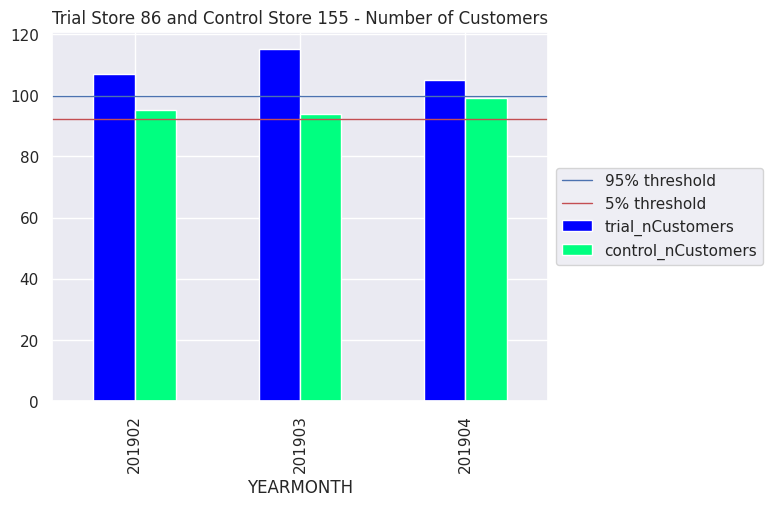 Trial Store 86 and Control Store 155 - Number of Customers
120
100
80
60
40
20
0
201902
201903
201904
YEARMONTH
95% threshold
5% threshold
trial_nCustomers
control_nCustomers